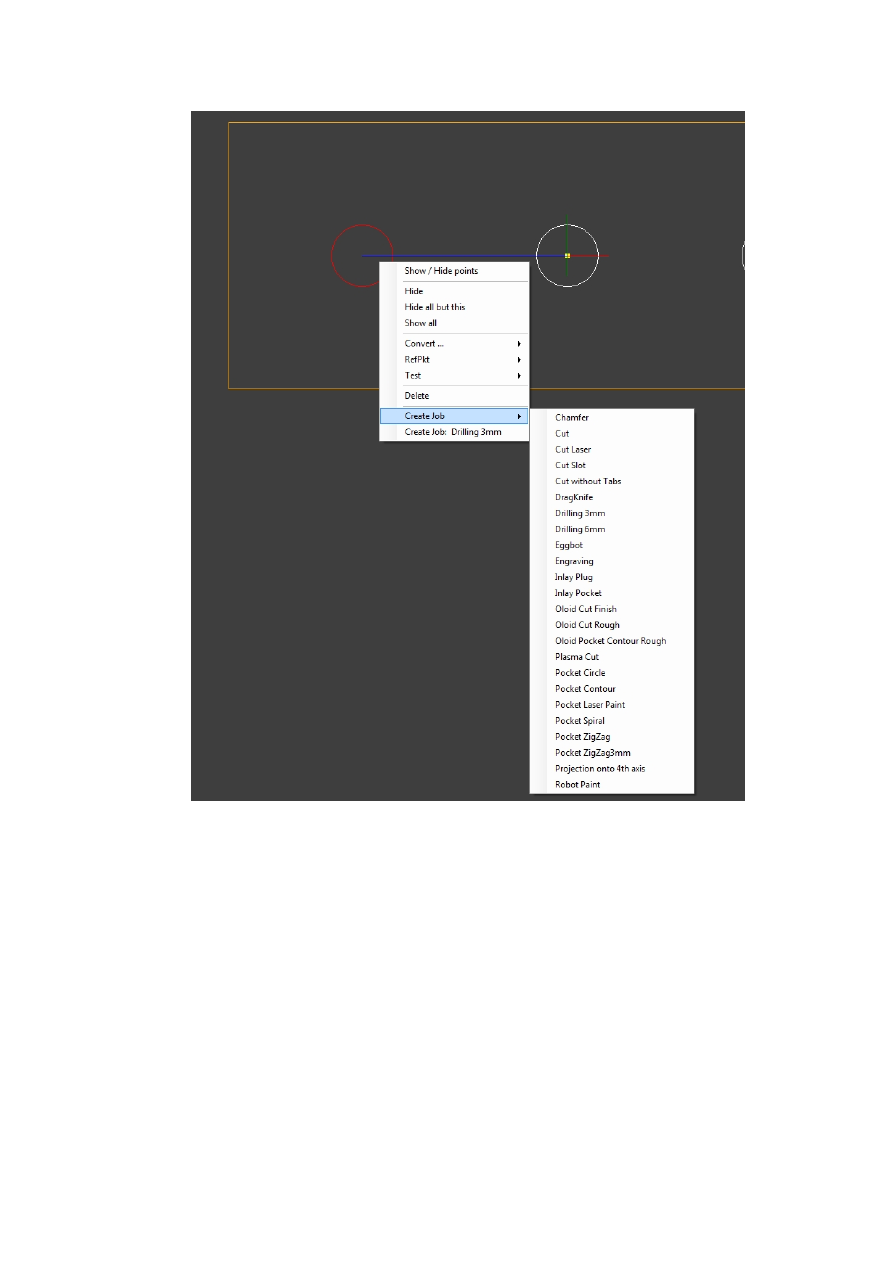 Show / Hide points
Hide
Hide all but this
Show all
Convert ...
RefPkt
Test
Delete
Create Job
Create Job:  Drilling 3mm
Chamfer
Cut
Cut Laser
Cut Slot
Cut without Tabs
DragKnife
Drilling 3mm
Drilling 6mm
Eggbot
Engraving
Inlay Plug
Inlay Pocket
Oloid Cut Finish
Oloid Cut Rough
Oloid Pocket Contour Rough
Plasma Cut
Pocket Circle
Pocket Contour
Pocket Laser Paint
Pocket Spiral
Pocket ZigZag
Pocket ZigZag3mm
Projection onto 4th axis
Robot Paint